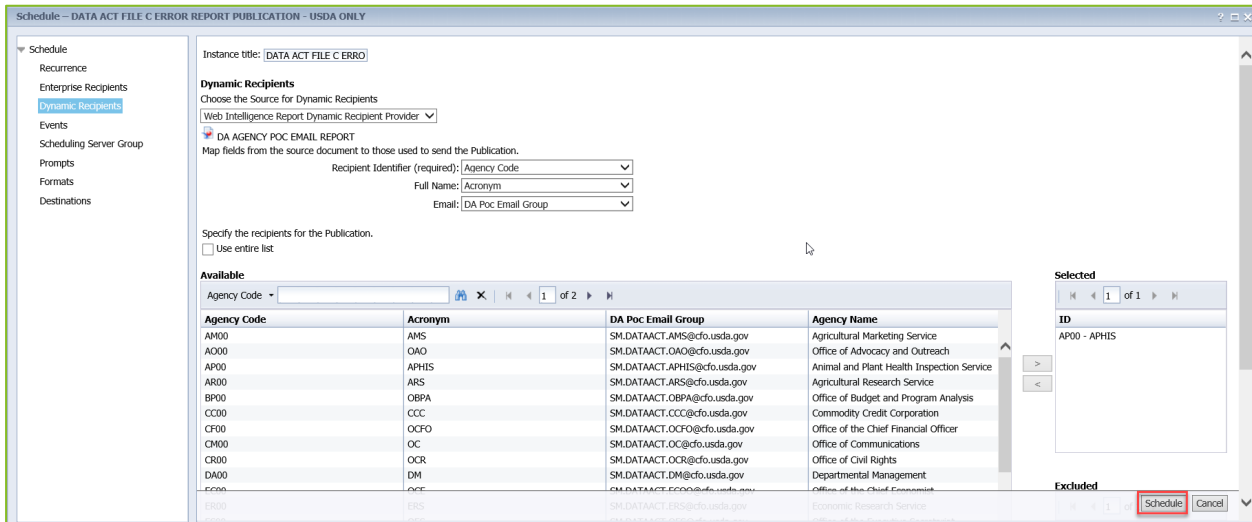 Schedule -- DATA ACT FILE C ERROR REPORT PUBLICATION - USDA ONLY
Schedule
Recurrence
Enterprise Recipients
Dynamic Recipients
Events
Scheduling Server Group
Prompts
Formats
Destinations
Instance title: DATA ACT FILE C ERRO
Dynamic Recipients
Choose the Source for Dynamic Recipients
Web Intelligence Report Dynamic Recipient Provider
DA AGENCY POC EMAIL REPORT
Map fields from the source document to those used to send the Publication.
Recipient Identifier (required): Agency Code
Full Name: Acronym
Email: DA Poc Email Group
Specify the recipients for the Publication.
Use entire list
Available
Agency Code 1 of 2
Agency Code Acronym DA Poc Email Group Agency Name
AM00 AMS SM.DATAACT.AMS@cfo.usda.gov Agricultural Marketing Service
AO00 OAO SM.DATAACT.OAO@cfo.usda.gov Office of Advocacy and Outreach
AP00 APHIS SM.DATAACT.APHIS@cfo.usda.gov Animal and Plant Health Inspection Service
AR00 ARS SM.DATAACT.ARS@cfo.usda.gov Agricultural Research Service
BP00 OBPA SM.DATAACT.OBPA@cfo.usda.gov Office of Budget and Program Analysis
CC00 CCC SM.DATAACT.CCC@cfo.usda.gov Commodity Credit Corporation
CF00 OCFO SM.DATAACT.OCFO@cfo.usda.gov Office of the Chief Financial Officer
CM00 OC SM.DATAACT.OC@cfo.usda.gov Office of Communications
CR00 OCR SM.DATAACT.OCR@cfo.usda.gov Office of Civil Rights
DA00 DM SM.DATAACT.DM@cfo.usda.gov Departmental Management
ER00 ERS SM.DATAACT.ERS@cfo.usda.gov Economic Research Service
Selected
1 of 1
ID
AP00 - APHIS
>
<
Excluded
Schedule Cancel